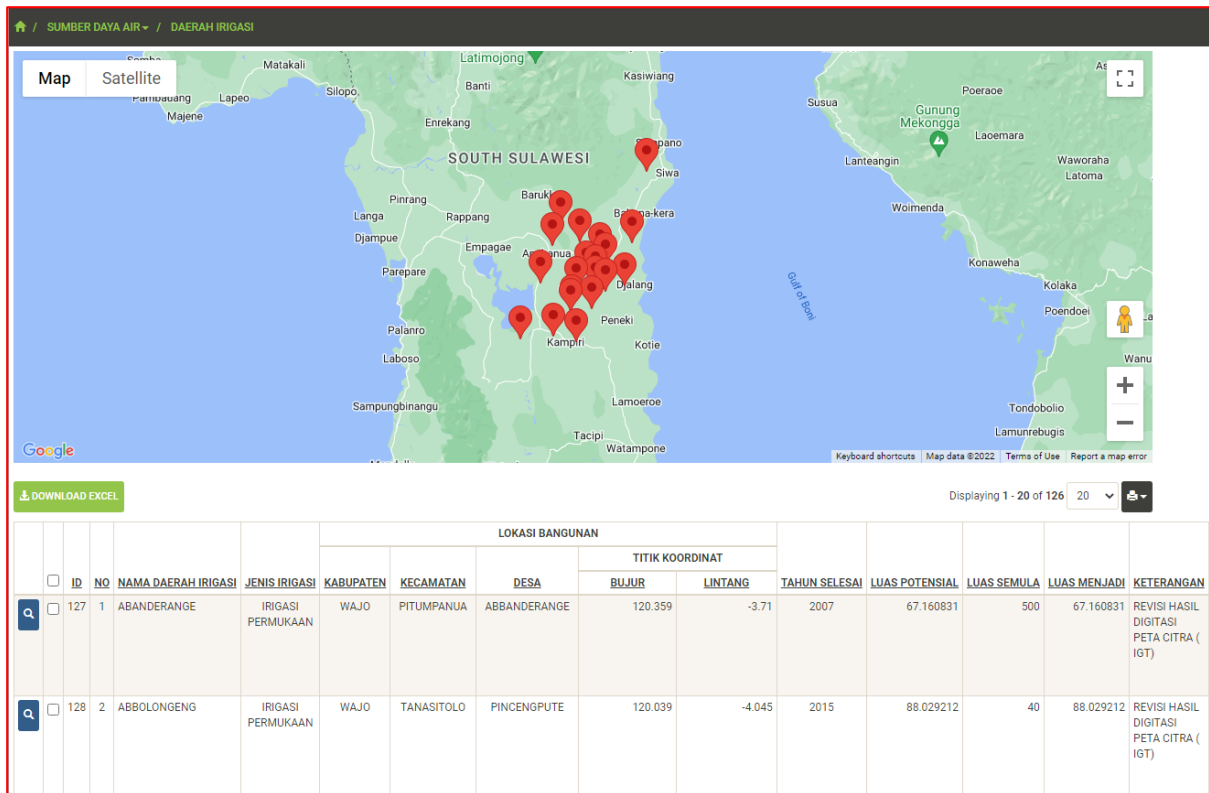 / SUMBER DAYA AIR / DAERAH IRIGASI
Map Satellite
Matakali
Latimojong
Kasiwang
Banti
Silopo,
Lapeo
Majene
Susua
Poeraoe
Gunung
Mekongga
Enrekang
Laoemara
SOUTH SULAWESI
Lanteangin
Waworaha
Latoma
Siwa
Pinrang
Langa
Rappang
Woimenda
Djampue
Empagae
Parepare
Konaweha
Djalang
Gulf of Boni
Kolaka
Peneki
Poendoei
Palanro
Kampiri
Kotie
Laboso
Wanu
Sampungbinangu
Lamoeroe
Tondobolio
Tacipi
Lamunrebugis
Watampone
Google
Keyboard shortcuts Map data ©2022 Terms of Use Report a map error
DOWNLOAD EXCEL
Displaying 1 - 20 of 126 20
LOKASI BANGUNAN
TITIK KOORDINAT
ID NO NAMA DAERAH IRIGASI JENIS IRIGASI KABUPATEN KECAMATAN DESA BUJUR LINTANG TAHUN SELESAI LUAS POTENSIAL LUAS SEMULA LUAS MENJADI KETERANGAN
127 1 ABANDERANGE IRIGASI WAJO PITUMPANUA ABBANDERANGE 120.359 -3.71 2007 67.160831 500 67.160831 REVISI HASIL
PERMUKAAN DIGITASI
PETA CITRA (
IGT)
128 2 ABBOLONGENG IRIGASI WAJO TANASITOLO PINCENGPUTE 120.039 -4.045 2015 88.029212 40 88.029212 REVISI HASIL
PERMUKAAN DIGITASI
PETA CITRA (
IGT)